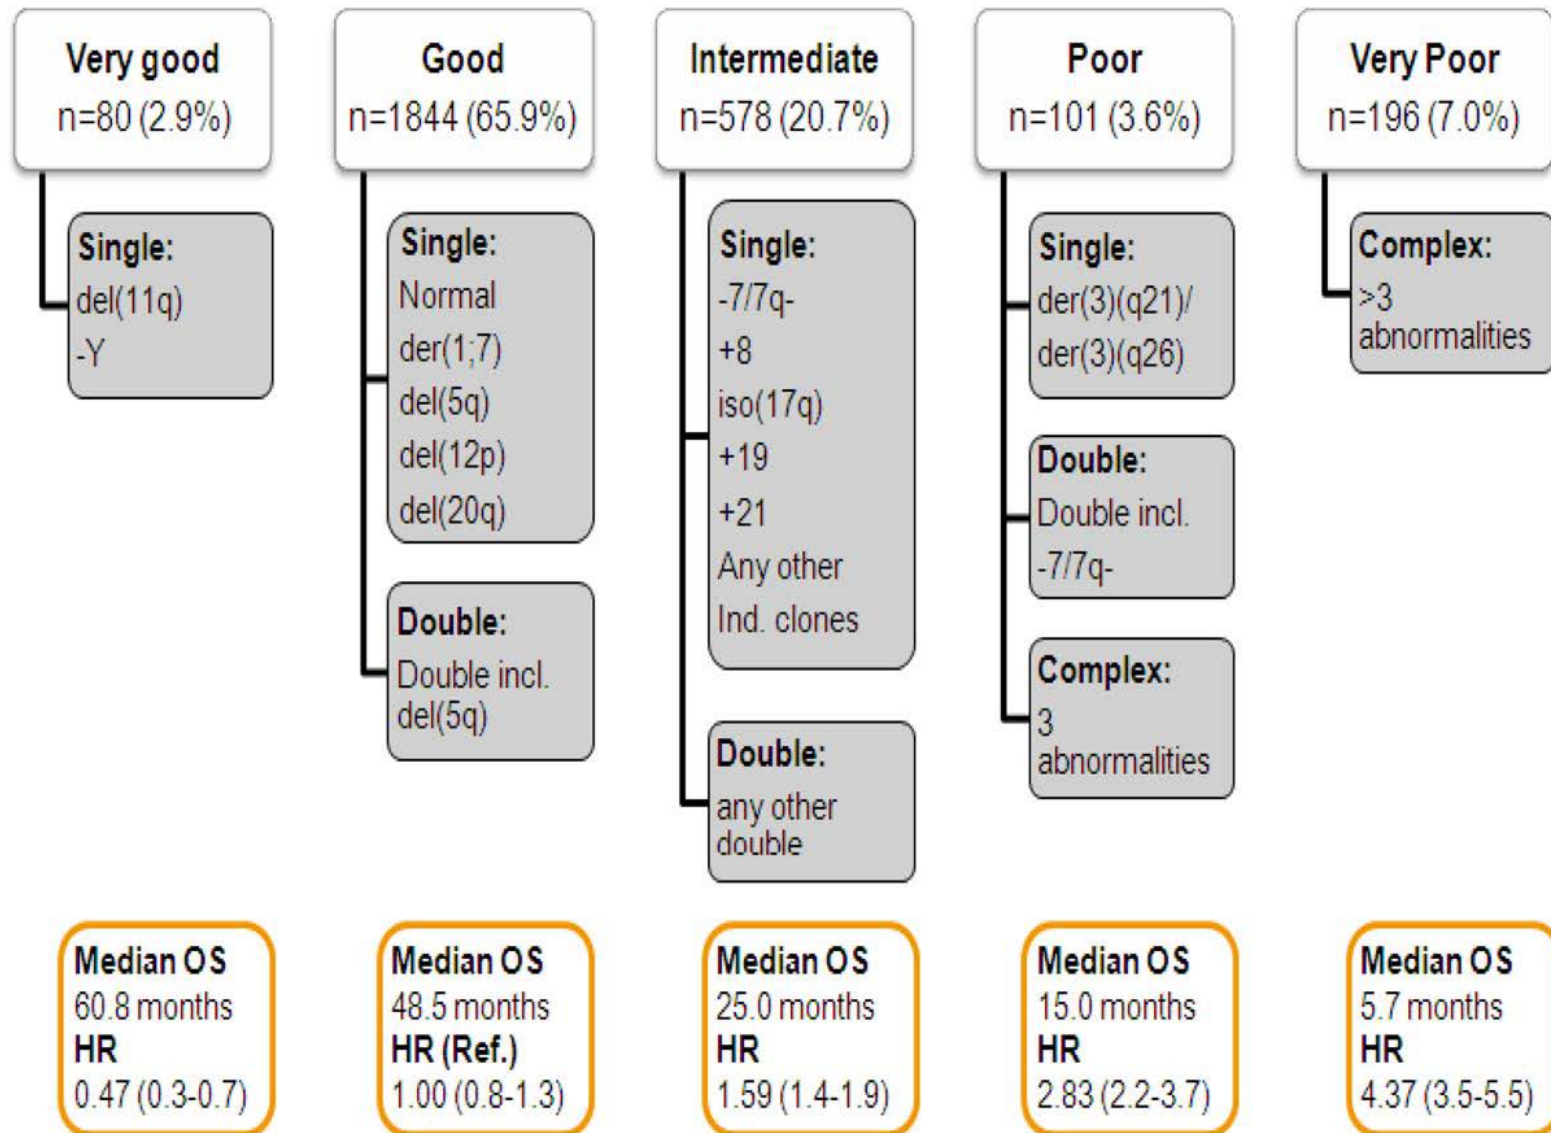 Very good
n=80 (2.9%)
Single:
del(11q)
-Y
Median OS
60.8 months
HR
0.47 (0.3-0.7)
Good
n=1844 (65.9%)
Single:
Normal
der(1;7)
del(5q)
del(12p)
del(20q)
Double:
Double incl.
del(5q)
Median OS
48.5 months
HR (Ref.)
1.00 (0.8-1.3)
Intermediate
n=578 (20.7%)
Single:
-7/7q-
+8
iso(17q)
+19
+21
Any other
Ind. clones
Double:
any other
double
Median OS
25.0 months
HR
1.59 (1.4-1.9)
Poor
n=101 (3.6%)
Single:
der(3)(q21)/
der(3)(q26)
Double:
Double incl.
-7/7q-
Complex:
3
abnormalities
Median OS
15.0 months
HR
2.83 (2.2-3.7)
Very Poor
n=196 (7.0%)
Complex:
>3
abnormalities
Median OS
5.7 months
HR
4.37 (3.5-5.5)